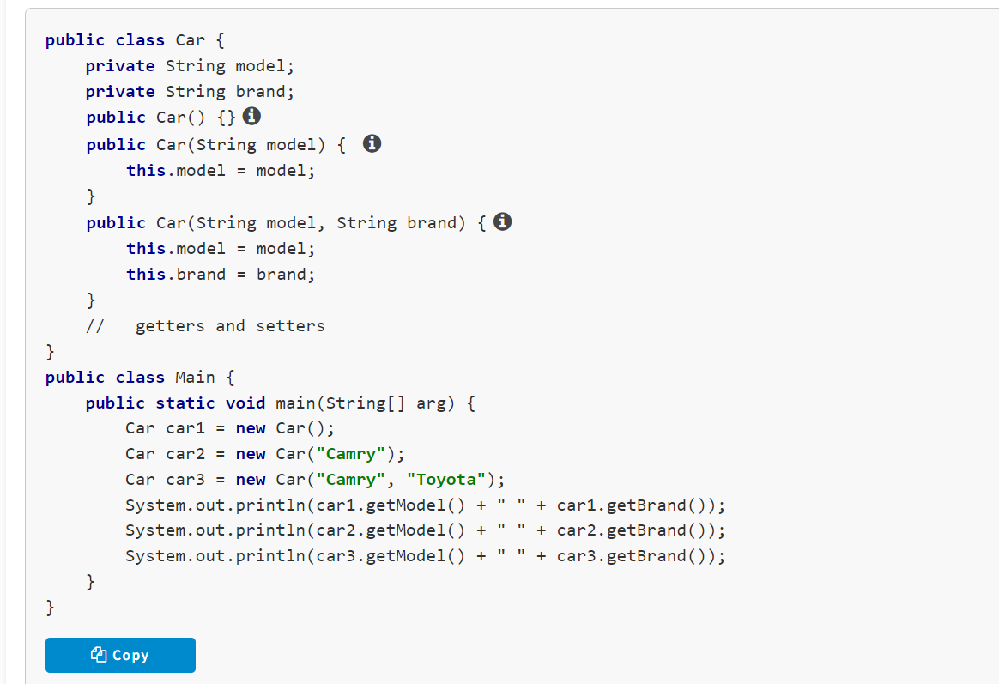 public class Car {
    private String model;
    private String brand;
    public Car() {}
    public Car(String model) {
        this.model = model;
    }
    public Car(String model, String brand) {
        this.model = model;
        this.brand = brand;
    }
    //   getters and setters
}
public class Main {
    public static void main(String[] arg) {
        Car car1 = new Car();
        Car car2 = new Car("Camry");
        Car car3 = new Car("Camry", "Toyota");
        System.out.println(car1.getModel() + " " + car1.getBrand());
        System.out.println(car2.getModel() + " " + car2.getBrand());
        System.out.println(car3.getModel() + " " + car3.getBrand());
    }
}
Copy